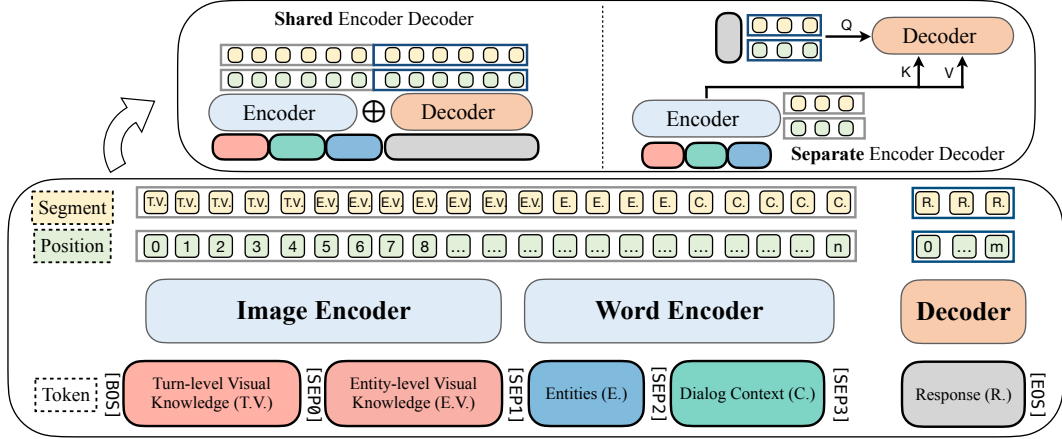 Shared Encoder Decoder
Encoder
Decoder
Q
Decoder
K
V
Encoder
Separate Encoder Decoder
Segment
T.V. T.V. T.V. T.V. T.V. E.V. E.V. E.V. E.V. E.V. E.V. E. E. E. E. C. C. C. C. C.
R. R. R.
Position
0 1 2 3 4 5 6 7 8 ... ... ... ... ... ... ... ... ... ... n
0 ... m
Image Encoder
Word Encoder
Decoder
Token
[BOS]
Turn-level Visual
Knowledge (T.V.)
[SEP0]
Entity-level Visual
Knowledge (E.V.)
[SEP1]
Entities (E.)
[SEP2]
Dialog Context (C.)
[SEP3]
Response (R.)
[EOS]